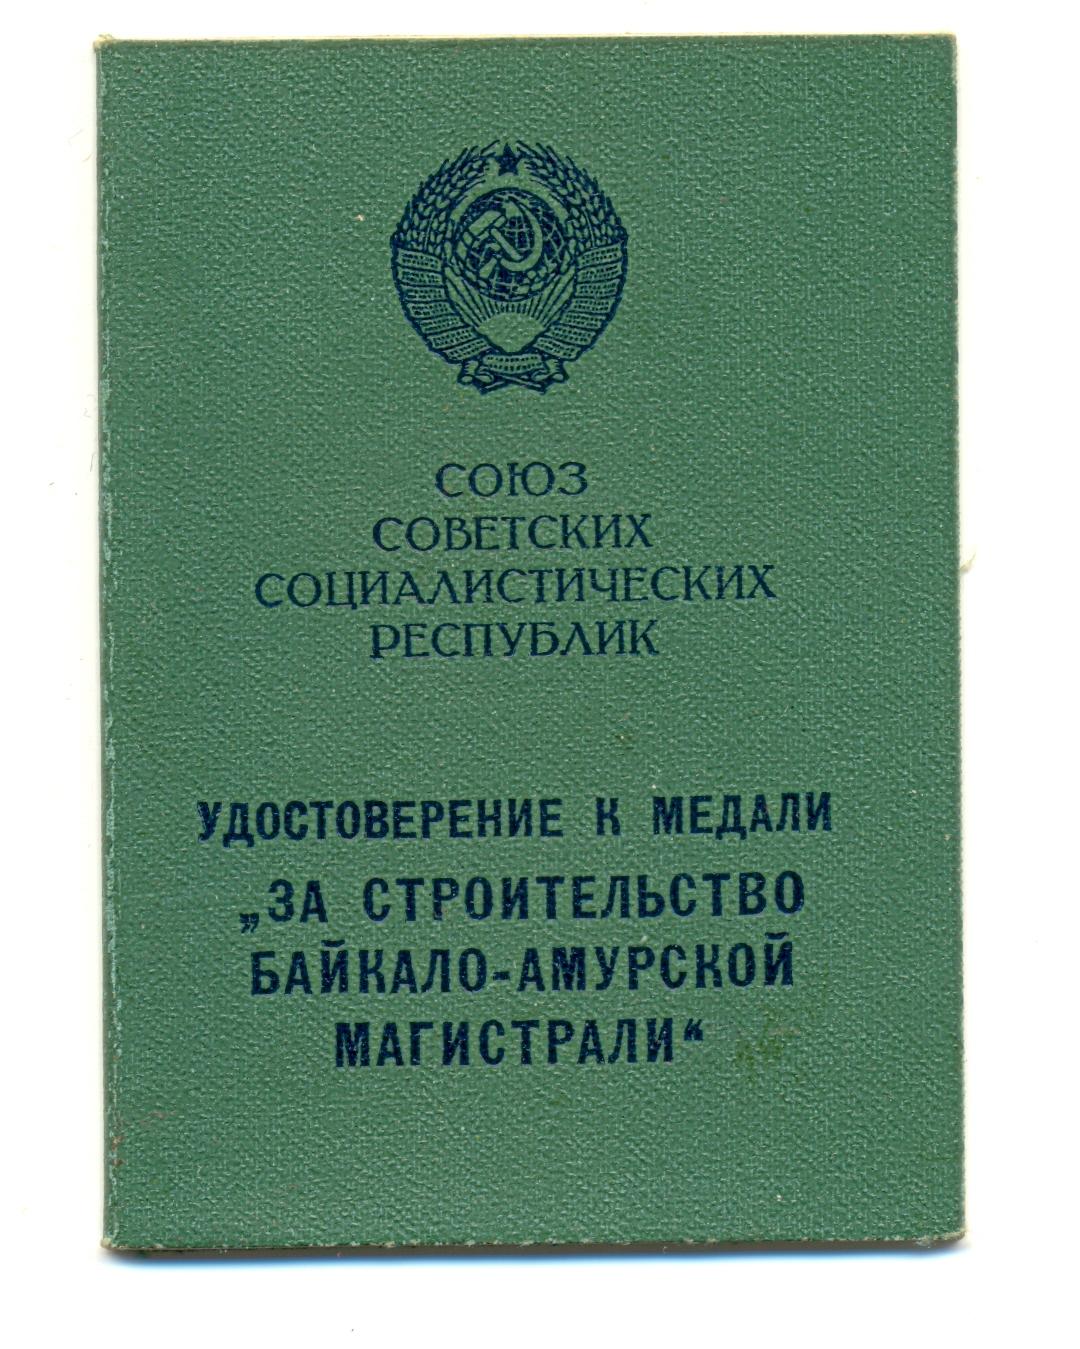 СОЮЗ
СОВЕТСКИХ
СОЦИАЛИСТИЧЕСКИХ
РЕСПУБЛИК
УДОСТОВЕРЕНИЕ К МЕДАЛИ
„ЗА СТРОИТЕЛЬСТВО
БАЙКАЛО-АМУРСКОЙ
МАГИСТРАЛИ“